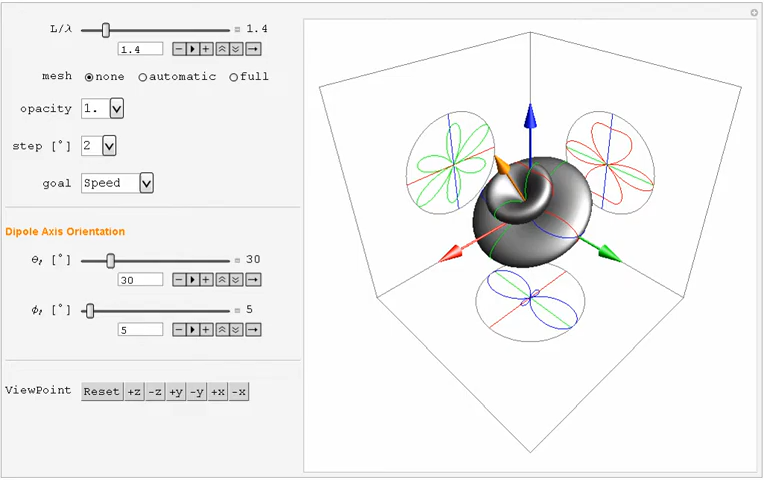 L/λ = 1.4
1.4
mesh none automatic full
opacity 1.
step [°] 2
goal Speed
Dipole Axis Orientation
θ, [°] = 30
30
ϕ, [°] = 5
5
ViewPoint Reset +z -z +y -y +x -x